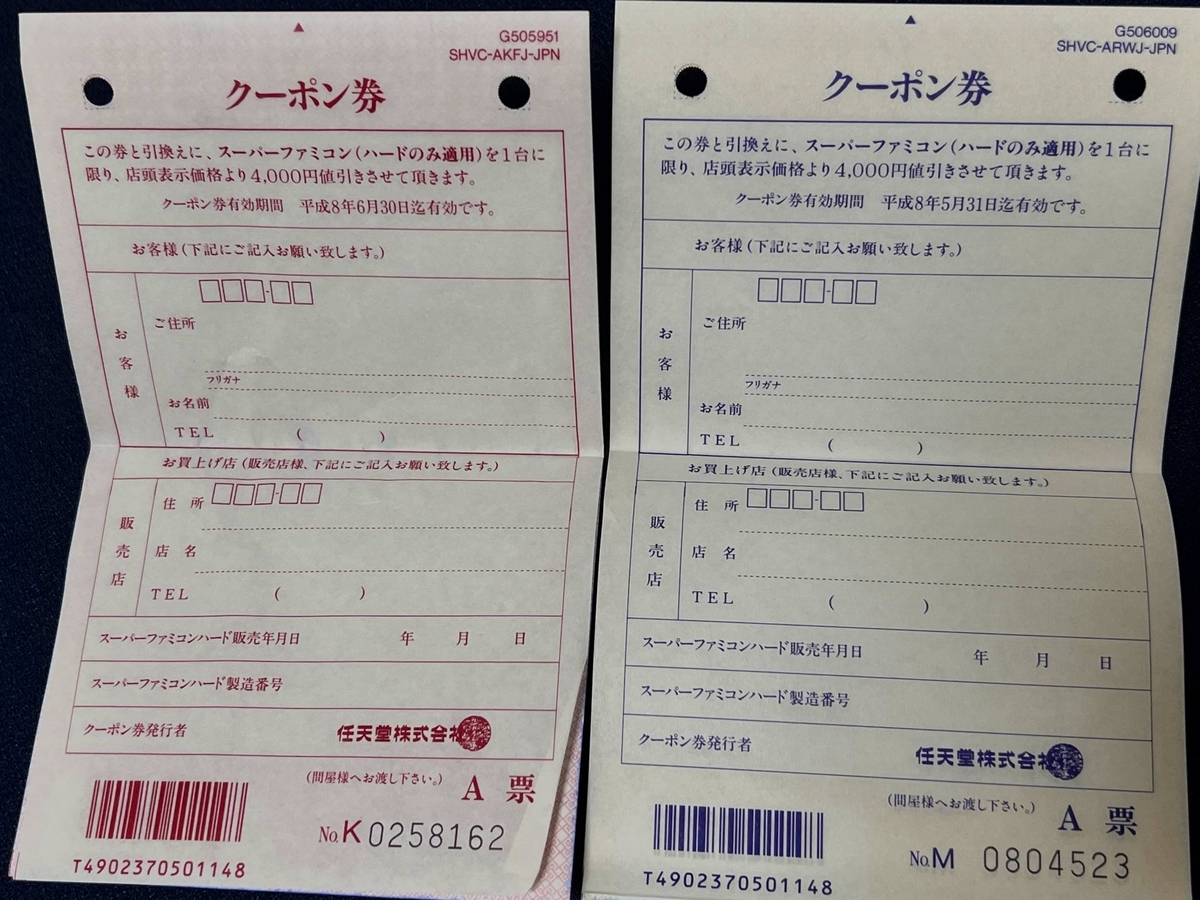 G505951
SHVC-AKFJ-JPN
クーポン券
この券と引換えに、スーパーファミコン(ハードのみ適用)を1台に
限り、店頭表示価格より4,000円値引きさせて頂きます。
クーポン券有効期間 平成8年6月30日迄有効です。
お客様(下記にご記入お願い致します。)
お客様
ご住所
フリガナ
お名前
TEL ( )
お買上げ店(販売店様、下記にご記入お願い致します。)
販売店
住所
店名
TEL ( )
スーパーファミコンハード販売年月日 年 月 日
スーパーファミコンハード製造番号
クーポン券発行者 任天堂株式会社
(問屋様へお渡し下さい。) A 票
No.K0258162
T4902370501148
G506009
SHVC-ARWJ-JPN
クーポン券
この券と引換えに、スーパーファミコン(ハードのみ適用)を1台に
限り、店頭表示価格より4,000円値引きさせて頂きます。
クーポン券有効期間 平成8年5月31日迄有効です。
お客様(下記にご記入お願い致します。)
お客様
ご住所
フリガナ
お名前
TEL ( )
お買上げ店(販売店様、下記にご記入お願い致します。)
販売店
住所
店名
TEL ( )
スーパーファミコンハード販売年月日 年 月 日
スーパーファミコンハード製造番号
クーポン券発行者 任天堂株式会社
(問屋様へお渡し下さい。) A 票
No.M 0804523
T4902370501148